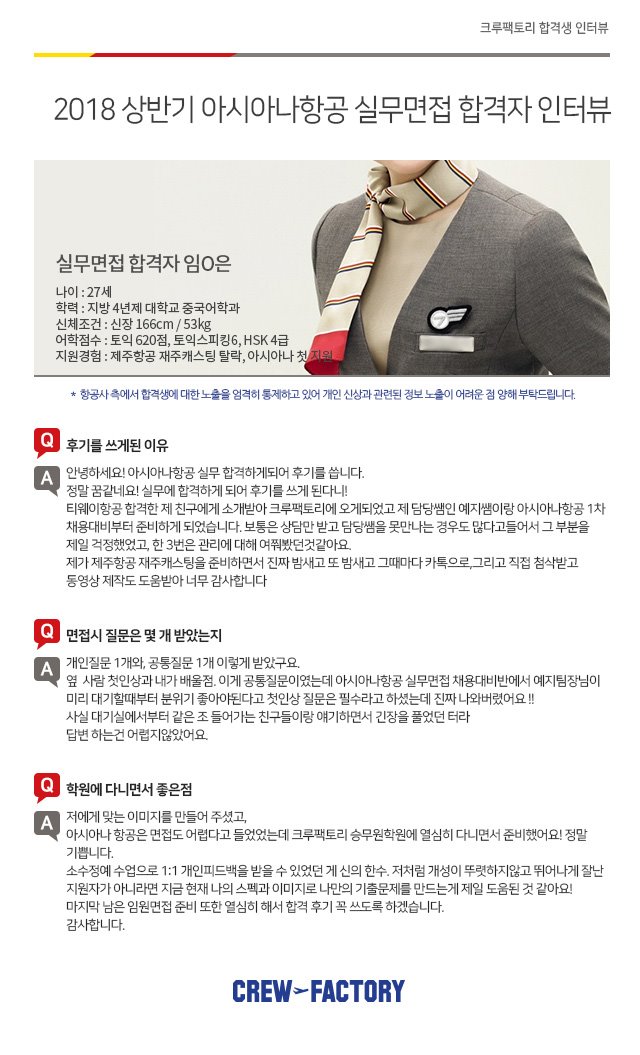 크루팩토리 합격생 인터뷰
2018 상반기 아시아나항공 실무면접 합격자 인터뷰
실무면접 합격자 임O은
나이 : 27세
학력 : 지방 4년제 대학교 중국어학과
신체조건 : 신장 166cm / 53kg
어학점수 : 토익 620점, 토익스피킹6, HSK 4급
지원경험 : 제주항공 재주캐스팅 탈락, 아시아나 첫 지원
* 항공사 측에서 합격생에 대한 노출을 엄격히 통제하고 있어 개인 신상과 관련된 정보 노출이 어려운 점 양해 부탁드립니다.
Q 후기를 쓰게된 이유
A 안녕하세요! 아시아나항공 실무 합격하게되어 후기를 씁니다.
정말 꿈같네요! 실무에 합격하게 되어 후기를 쓰게 된다니!
티웨이항공 합격한 제 친구에게 소개받아 크루팩토리에 오게되었고 제 담당쌤인 예지쌤이랑 아시아나항공 1차
채용대비부터 준비하게 되었습니다. 보통은 상담만 받고 담당쌤을 못만나는 경우도 많다고들어서 그 부분을
제일 걱정했었고, 한 3번은 관리에 대해 여쭤봤던것같아요.
제가 제주항공 재주캐스팅을 준비하면서 진짜 밤새고 또 밤새고 그때마다 카톡으로,그리고 직접 첨삭받고
동영상 제작도 도움받아 너무 감사합니다
Q 면접시 질문은 몇 개 받았는지
A 개인질문 1개와, 공통질문 1개 이렇게 받았구요.
옆 사람 첫인상과 내가 배울점. 이게 공통질문이였는데 아시아나항공 실무면접 채용대비반에서 예지팀장님이
미리 대기할때부터 분위기 좋아야된다고 첫인상 질문은 필수라고 하셨는데 진짜 나와버렸어요 !!
사실 대기실에서부터 같은 조 들어가는 친구들이랑 얘기하면서 긴장을 풀었던 터라
답변 하는건 어렵지않았어요.
Q 학원에 다니면서 좋은점
A 저에게 맞는 이미지를 만들어 주셨고,
아시아나 항공은 면접도 어렵다고 들었었는데 크루팩토리 승무원학원에 열심히 다니면서 준비했어요! 정말
기쁩니다.
소수정예 수업으로 1:1 개인피드백을 받을 수 있었던 게 신의 한수. 저처럼 개성이 뚜렷하지않고 뛰어나게 잘난
지원자가 아니라면 지금 현재 나의 스펙과 이미지로 나만의 기출문제를 만드는게 제일 도움된 것 같아요!
마지막 남은 임원면접 준비 또한 열심히 해서 합격 후기 꼭 쓰도록 하겠습니다.
감사합니다.
CREW FACTORY